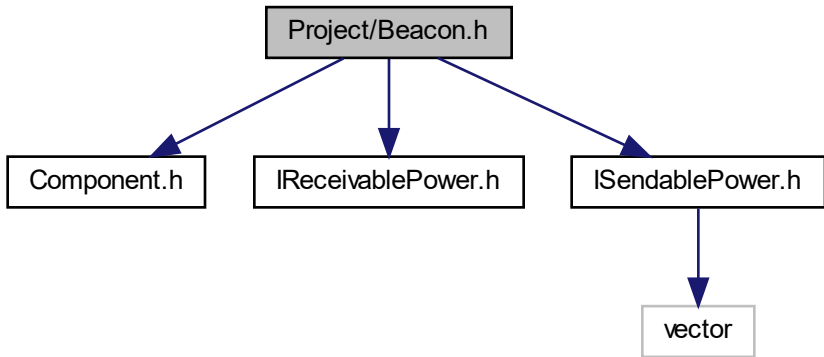 Project/Beacon.h
Component.h
IReceivablePower.h
ISendablePower.h
vector